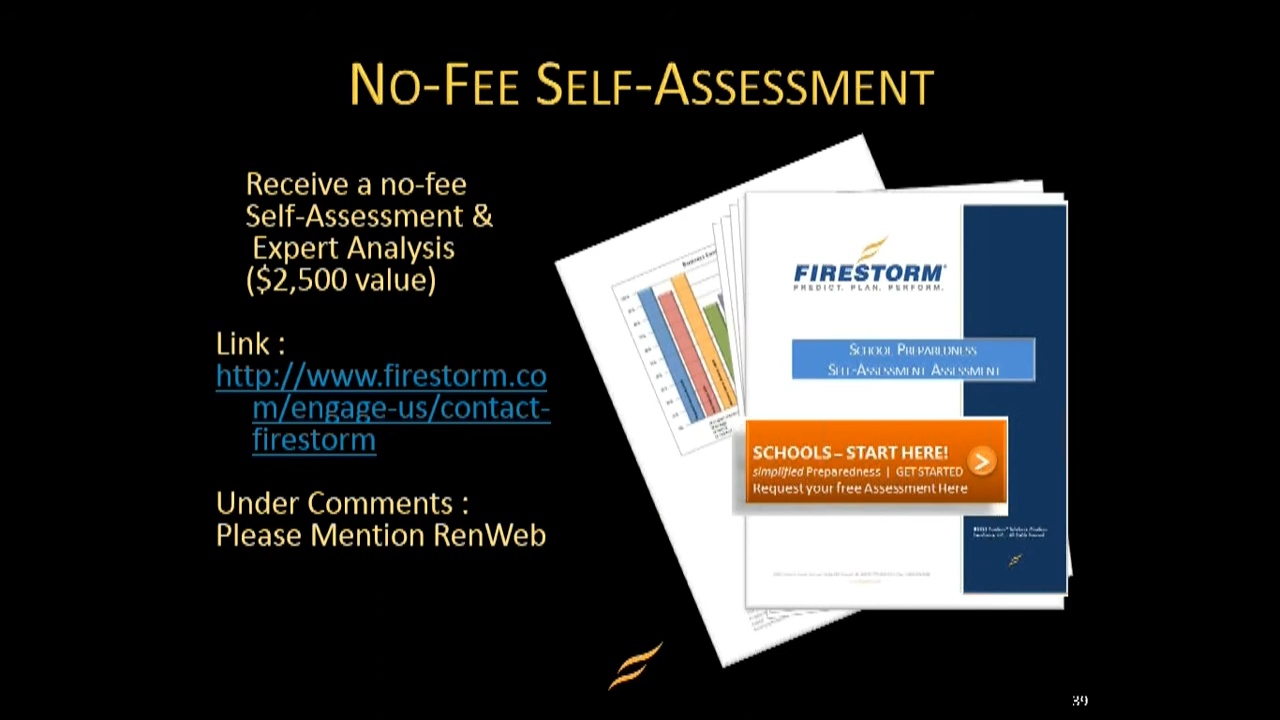 NO-FEE SELF-ASSESSMENT
Receive a no-fee
Self-Assessment &
Expert Analysis
($2,500 value)
Link :
http://www.firestorm.co
m/engage-us/contact-
firestorm
Under Comments :
Please Mention RenWeb
FIRESTORM®
PREDICT. PLAN. PERFORM.
SCHOOL PREPAREDNESS
SELF-ASSESSMENT ASSESSMENT
SCHOOLS – START HERE!
simplified Preparedness | GET STARTED
Request your free Assessment Here
39